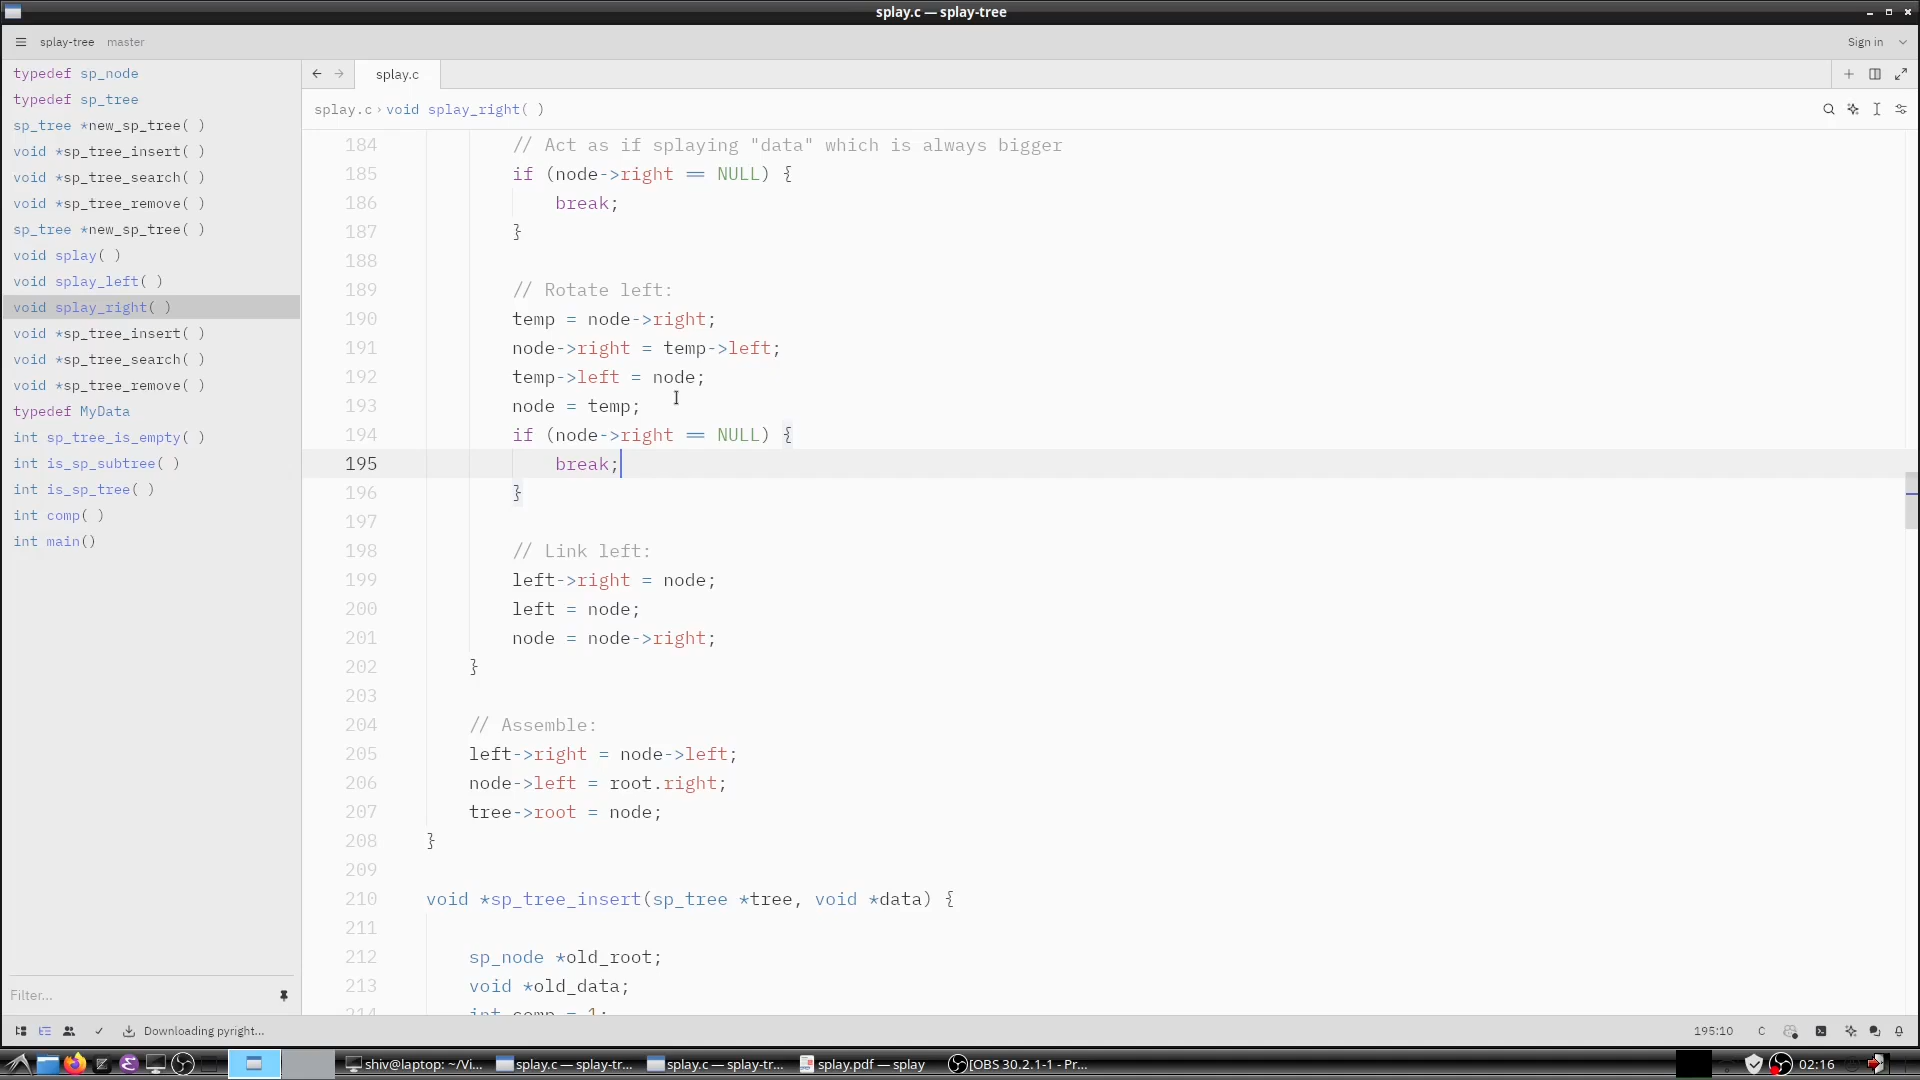 splay.c — splay-tree
splay-tree master
Sign in
typedef sp_node
typedef sp_tree
sp_tree *new_sp_tree( )
void *sp_tree_insert( )
void *sp_tree_search( )
void *sp_tree_remove( )
sp_tree *new_sp_tree( )
void splay( )
void splay_left( )
void splay_right( )
void *sp_tree_insert( )
void *sp_tree_search( )
void *sp_tree_remove( )
typedef MyData
int sp_tree_is_empty( )
int is_sp_subtree( )
int is_sp_tree( )
int comp( )
int main()
Filter...
splay.c
splay.c › void splay_right( )
184 // Act as if splaying "data" which is always bigger
185 if (node->right == NULL) {
186 break;
187 }
188
189 // Rotate left:
190 temp = node->right;
191 node->right = temp->left;
192 temp->left = node;
193 node = temp;
194 if (node->right == NULL) {
195 break;
196 }
197
198 // Link left:
199 left->right = node;
200 left = node;
201 node = node->right;
202 }
203
204 // Assemble:
205 left->right = node->left;
206 node->left = root.right;
207 tree->root = node;
208 }
209
210 void *sp_tree_insert(sp_tree *tree, void *data) {
211
212 sp_node *old_root;
213 void *old_data;
214 int comp = 1;
Downloading pyright...
195:10 C
shiv@laptop: ~/Vi...
splay.c — splay-tr...
splay.c — splay-tr...
splay.pdf — splay
[OBS 30.2.1-1 - Pr...
02:16